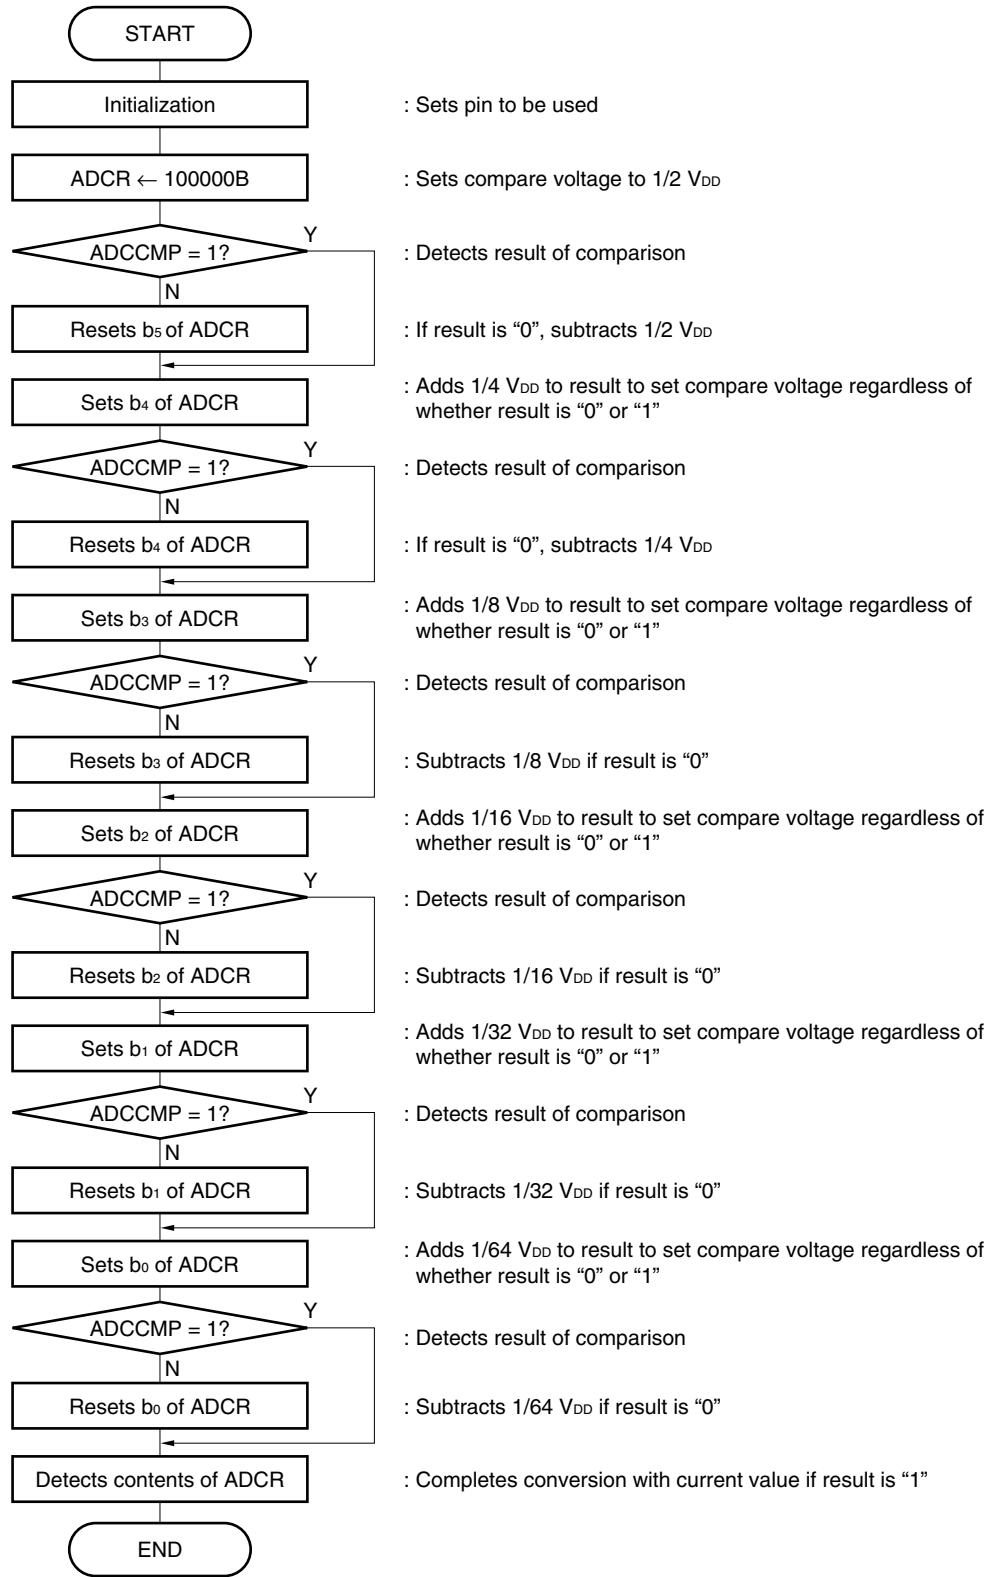 START
Initialization
: Sets pin to be used
ADCR ← 100000B
: Sets compare voltage to 1/2 VDD
ADCCMP = 1?
Y
: Detects result of comparison
N
Resets b5 of ADCR
: If result is “0”, subtracts 1/2 VDD
Sets b4 of ADCR
: Adds 1/4 VDD to result to set compare voltage regardless of
whether result is “0” or “1”
ADCCMP = 1?
Y
: Detects result of comparison
N
Resets b4 of ADCR
: If result is “0”, subtracts 1/4 VDD
Sets b3 of ADCR
: Adds 1/8 VDD to result to set compare voltage regardless of
whether result is “0” or “1”
ADCCMP = 1?
Y
: Detects result of comparison
N
Resets b3 of ADCR
: Subtracts 1/8 VDD if result is “0”
Sets b2 of ADCR
: Adds 1/16 VDD to result to set compare voltage regardless of
whether result is “0” or “1”
ADCCMP = 1?
Y
: Detects result of comparison
N
Resets b2 of ADCR
: Subtracts 1/16 VDD if result is “0”
Sets b1 of ADCR
: Adds 1/32 VDD to result to set compare voltage regardless of
whether result is “0” or “1”
ADCCMP = 1?
Y
: Detects result of comparison
N
Resets b1 of ADCR
: Subtracts 1/32 VDD if result is “0”
Sets b0 of ADCR
: Adds 1/64 VDD to result to set compare voltage regardless of
whether result is “0” or “1”
ADCCMP = 1?
Y
: Detects result of comparison
N
Resets b0 of ADCR
: Subtracts 1/64 VDD if result is “0”
Detects contents of ADCR
: Completes conversion with current value if result is “1”
END